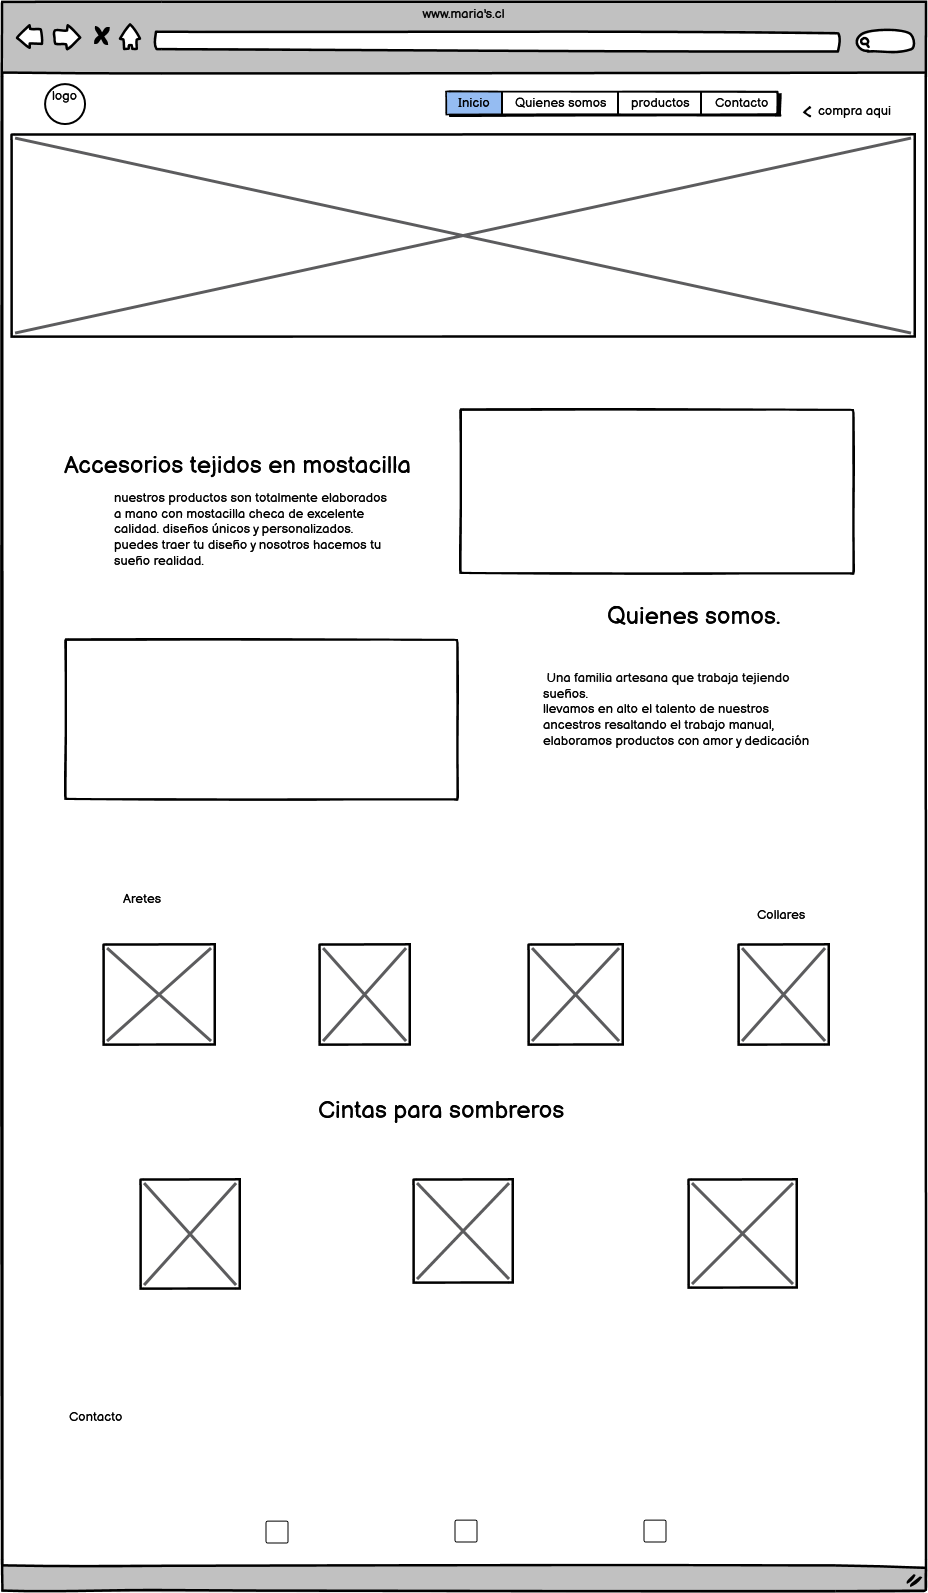 www.maria's.cl
logo
Inicio
Quienes somos
productos
Contacto
compra aqui
Accesorios tejidos en mostacilla
nuestros productos son totalmente elaborados
a mano con mostacilla checa de excelente
calidad. diseños únicos y personalizados.
puedes traer tu diseño y nosotros hacemos tu
sueño realidad.
Quienes somos.
Una familia artesana que trabaja tejiendo
sueños.
llevamos en alto el talento de nuestros
ancestros resaltando el trabajo manual,
elaboramos productos con amor y dedicación
Aretes
Collares
Cintas para sombreros
Contacto